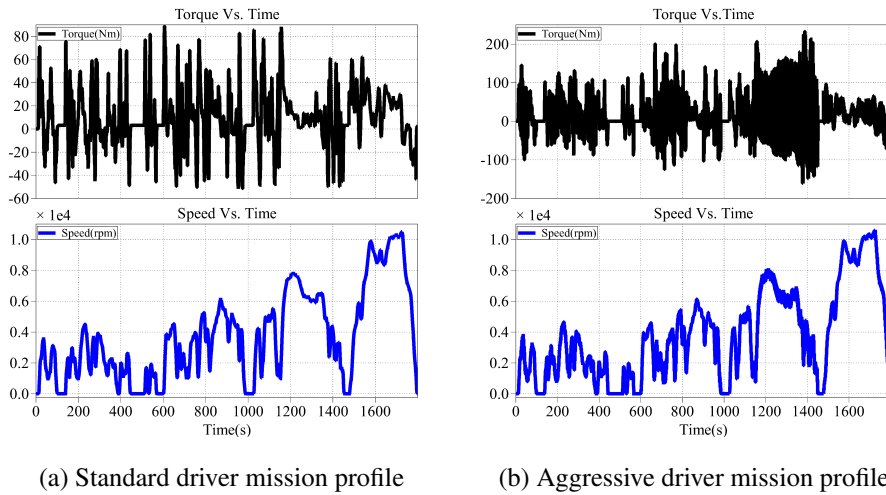 Torque Vs. Time
Torque(Nm)
80
60
40
20
0
-20
-40
-60
Speed Vs. Time
× 1e4
Speed(rpm)
1.0
0.8
0.6
0.4
0.2
0.0
0 200 400 600 800 1000 1200 1400 1600
Time(s)
(a) Standard driver mission profile
Torque Vs.Time
Torque(Nm)
200
100
0
-100
-200
Speed Vs. Time
× 1e4
Speed(rpm)
1.0
0.8
0.6
0.4
0.2
0.0
0 200 400 600 800 1000 1200 1400 1600
Time(s)
(b) Aggressive driver mission profile